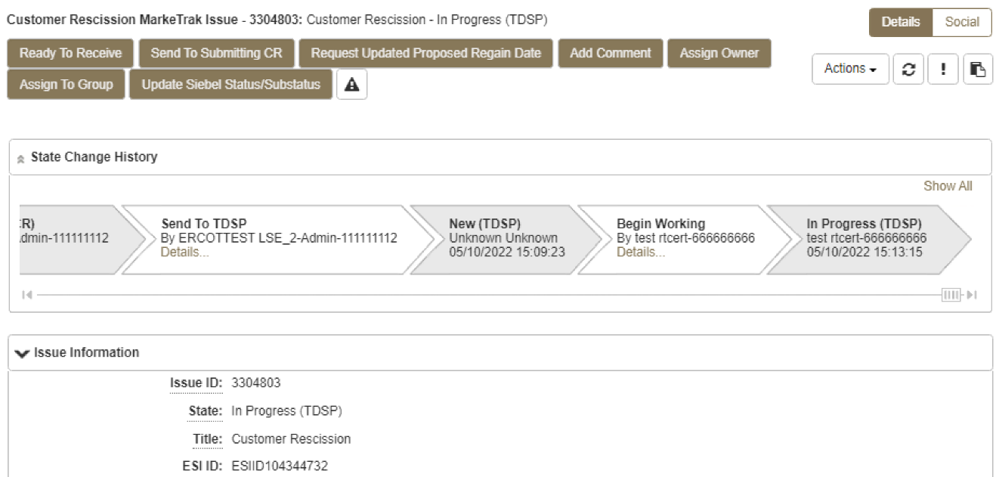 Customer Rescission MarkeTrak Issue - 3304803: Customer Rescission - In Progress (TDSP)
Details Social
Ready To Receive Send To Submitting CR Request Updated Proposed Regain Date Add Comment Assign Owner
Actions !
Assign To Group Update Siebel Status/Substatus
State Change History
Show All
:R)
dmin-111111112
Send To TDSP
By ERCOTTEST LSE_2-Admin-111111112
Details...
New (TDSP)
Unknown Unknown
05/10/2022 15:09:23
Begin Working
By test rtcert-666666666
Details...
In Progress (TDSP)
test rtcert-666666666
05/10/2022 15:13:15
Issue Information
Issue ID: 3304803
State: In Progress (TDSP)
Title: Customer Rescission
ESI ID: ESIID104344732